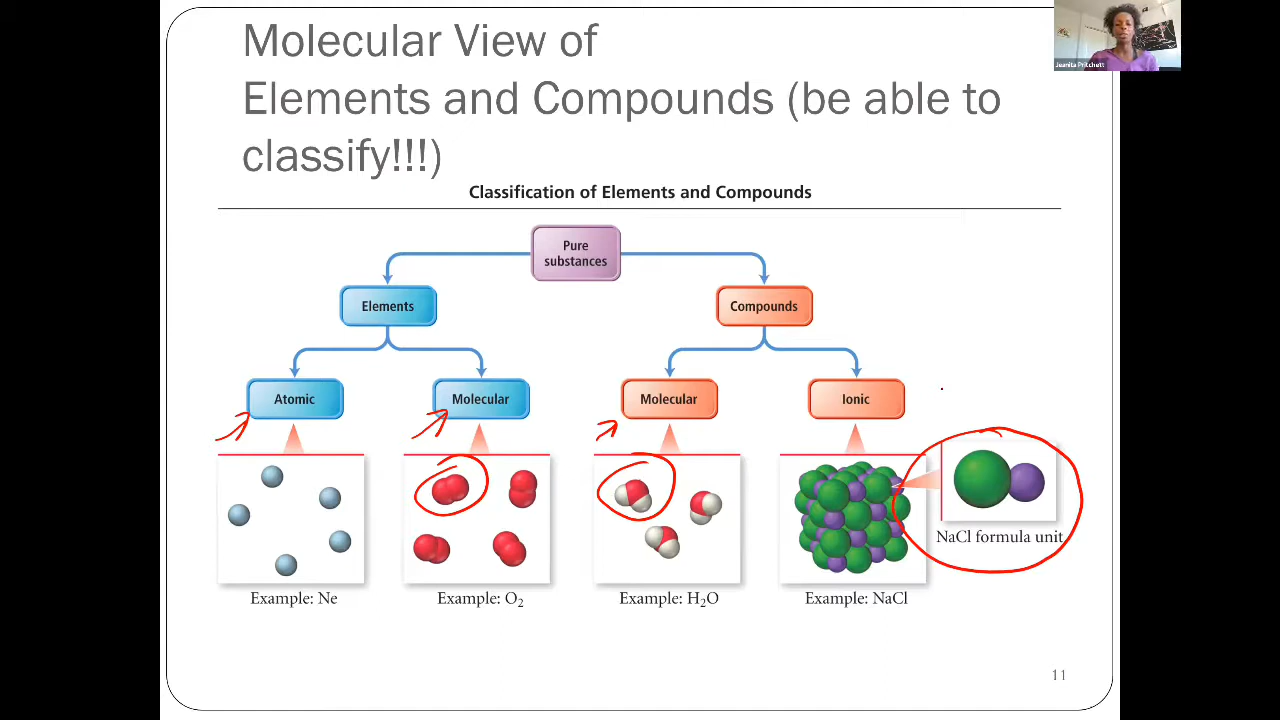 Molecular View of
Elements and Compounds (be able to
classify!!!)
Jeanita Pritchett
Classification of Elements and Compounds
Pure
substances
Elements
Compounds
Atomic
Molecular
Molecular
Ionic
NaCl formula unit
Example: Ne
Example: O₂
Example: H₂O
Example: NaCl
11